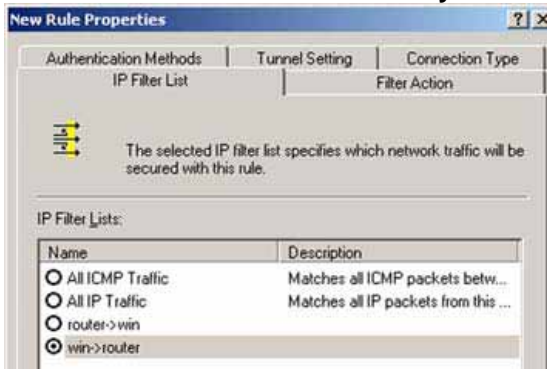 New Rule Properties
Authentication Methods Tunnel Setting Connection Type
IP Filter List Filter Action
The selected IP filter list specifies which network traffic will be
secured with this rule.
IP Filter Lists:
Name Description
All ICMP Traffic Matches all ICMP packets betw...
All IP Traffic Matches all IP packets from this ...
router->win
win->router